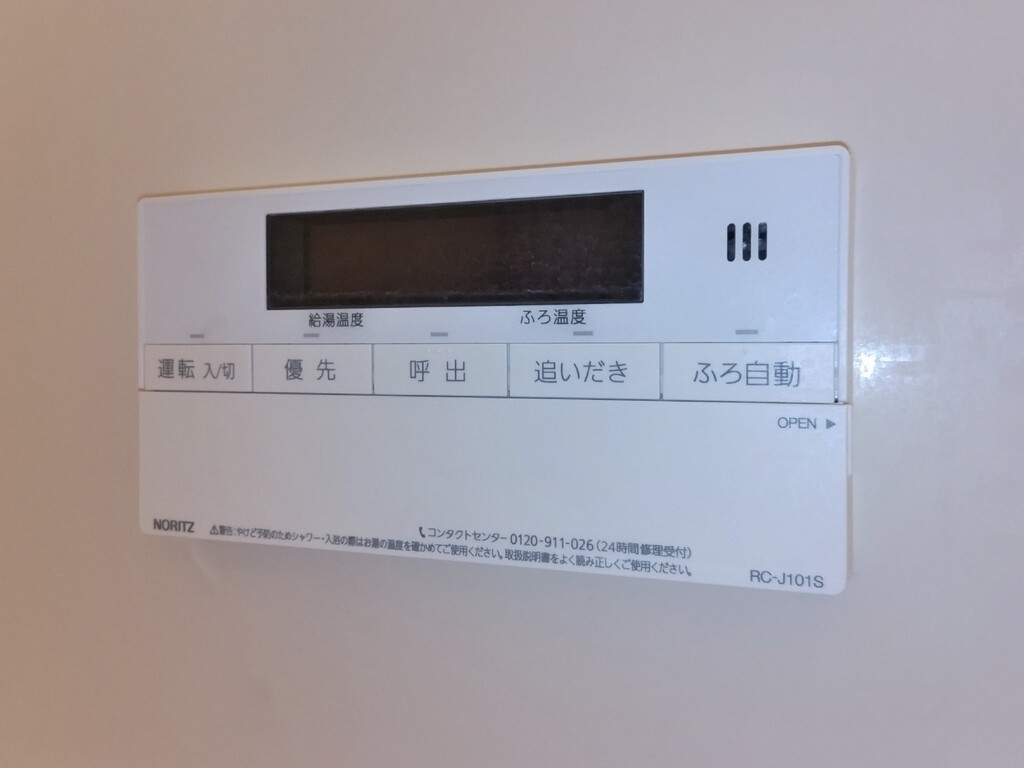 給湯温度 ふろ温度
運転 入/切 優先 呼出 追いだき ふろ自動
OPEN ▶
NORITZ
コンタクトセンター 0120-911-026 (24時間修理受付)
⚠警告:やけど予防のためシャワー・入浴の際はお湯の温度を確かめてご使用ください。取扱説明書をよく読み正しくご使用ください。
RC-J101S